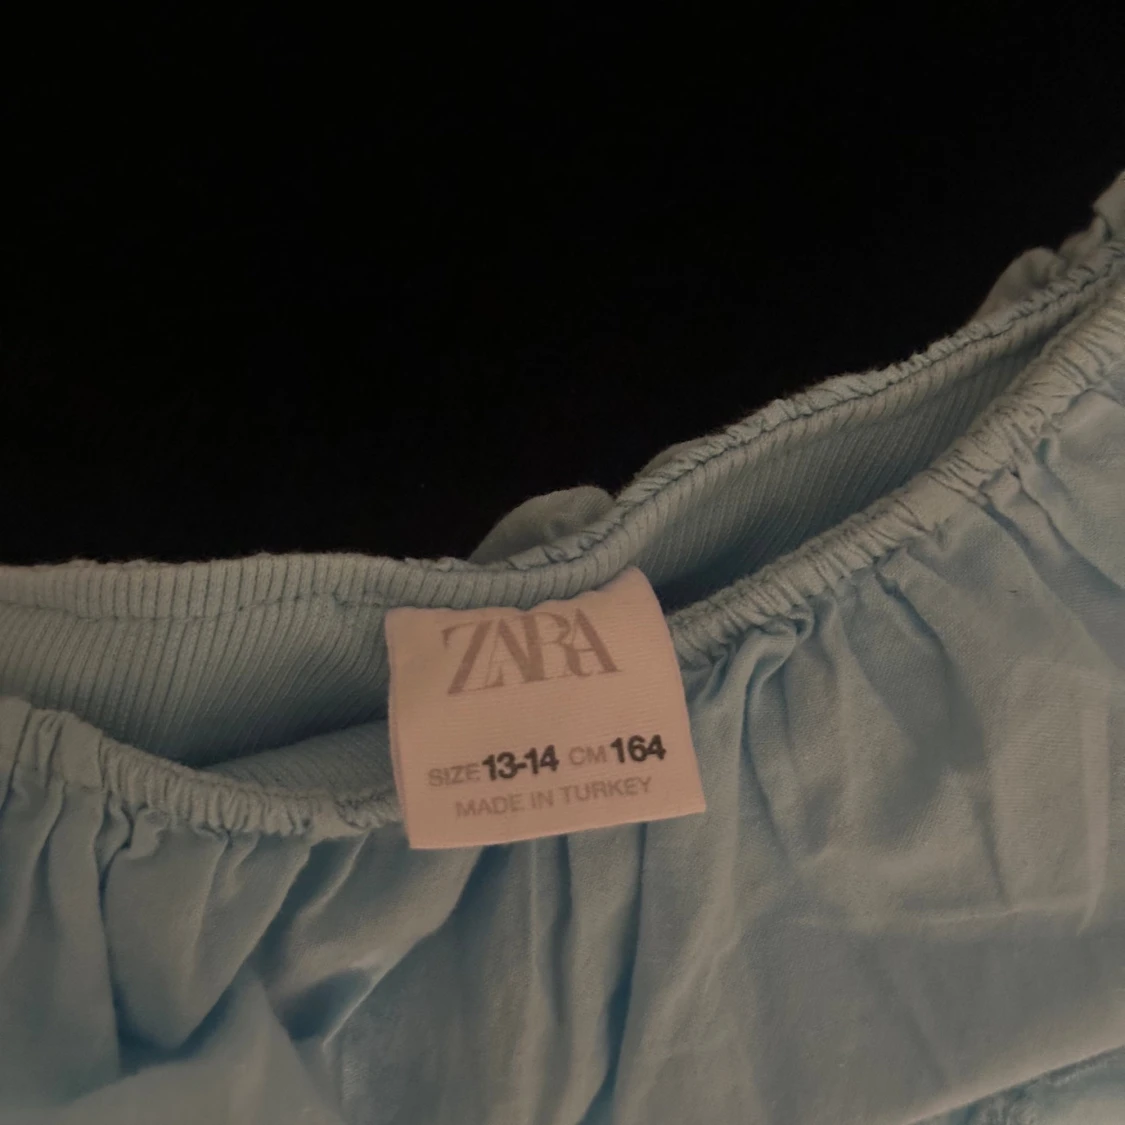 ZARA
SIZE 13-14 CM 164
MADE IN TURKEY